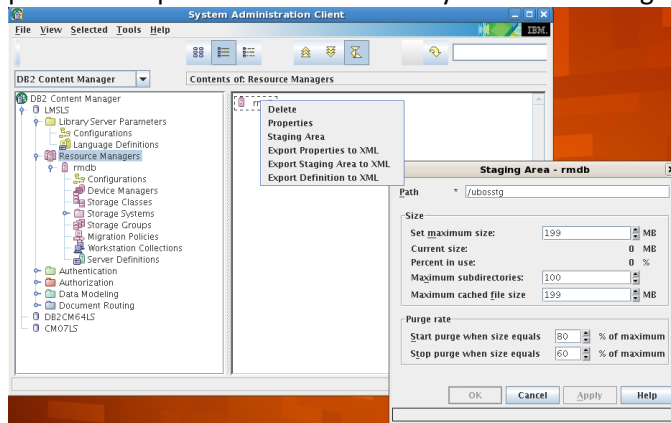 System Administration Client
File View Selected Tools Help
IBM.
DB2 Content Manager
Contents of: Resource Managers
DB2 Content Manager
LMSLS
Library Server Parameters
Configurations
Language Definitions
Resource Managers
rmdb
Configurations
Device Managers
Storage Classes
Storage Systems
Storage Groups
Migration Policies
Workstation Collections
Server Definitions
Authentication
Authorization
Data Modeling
Document Routing
DB2CM64LS
CM07LS
Delete
Properties
Staging Area
Export Properties to XML
Export Staging Area to XML
Export Definition to XML
Staging Area - rmdb
Path * /ubosstg
Size
Set maximum size: 199 MB
Current size: 0 MB
Percent in use: 0 %
Maximum subdirectories: 100
Maximum cached file size 199 MB
Purge rate
Start purge when size equals 80 % of maximum
Stop purge when size equals 60 % of maximum
OK Cancel Apply Help